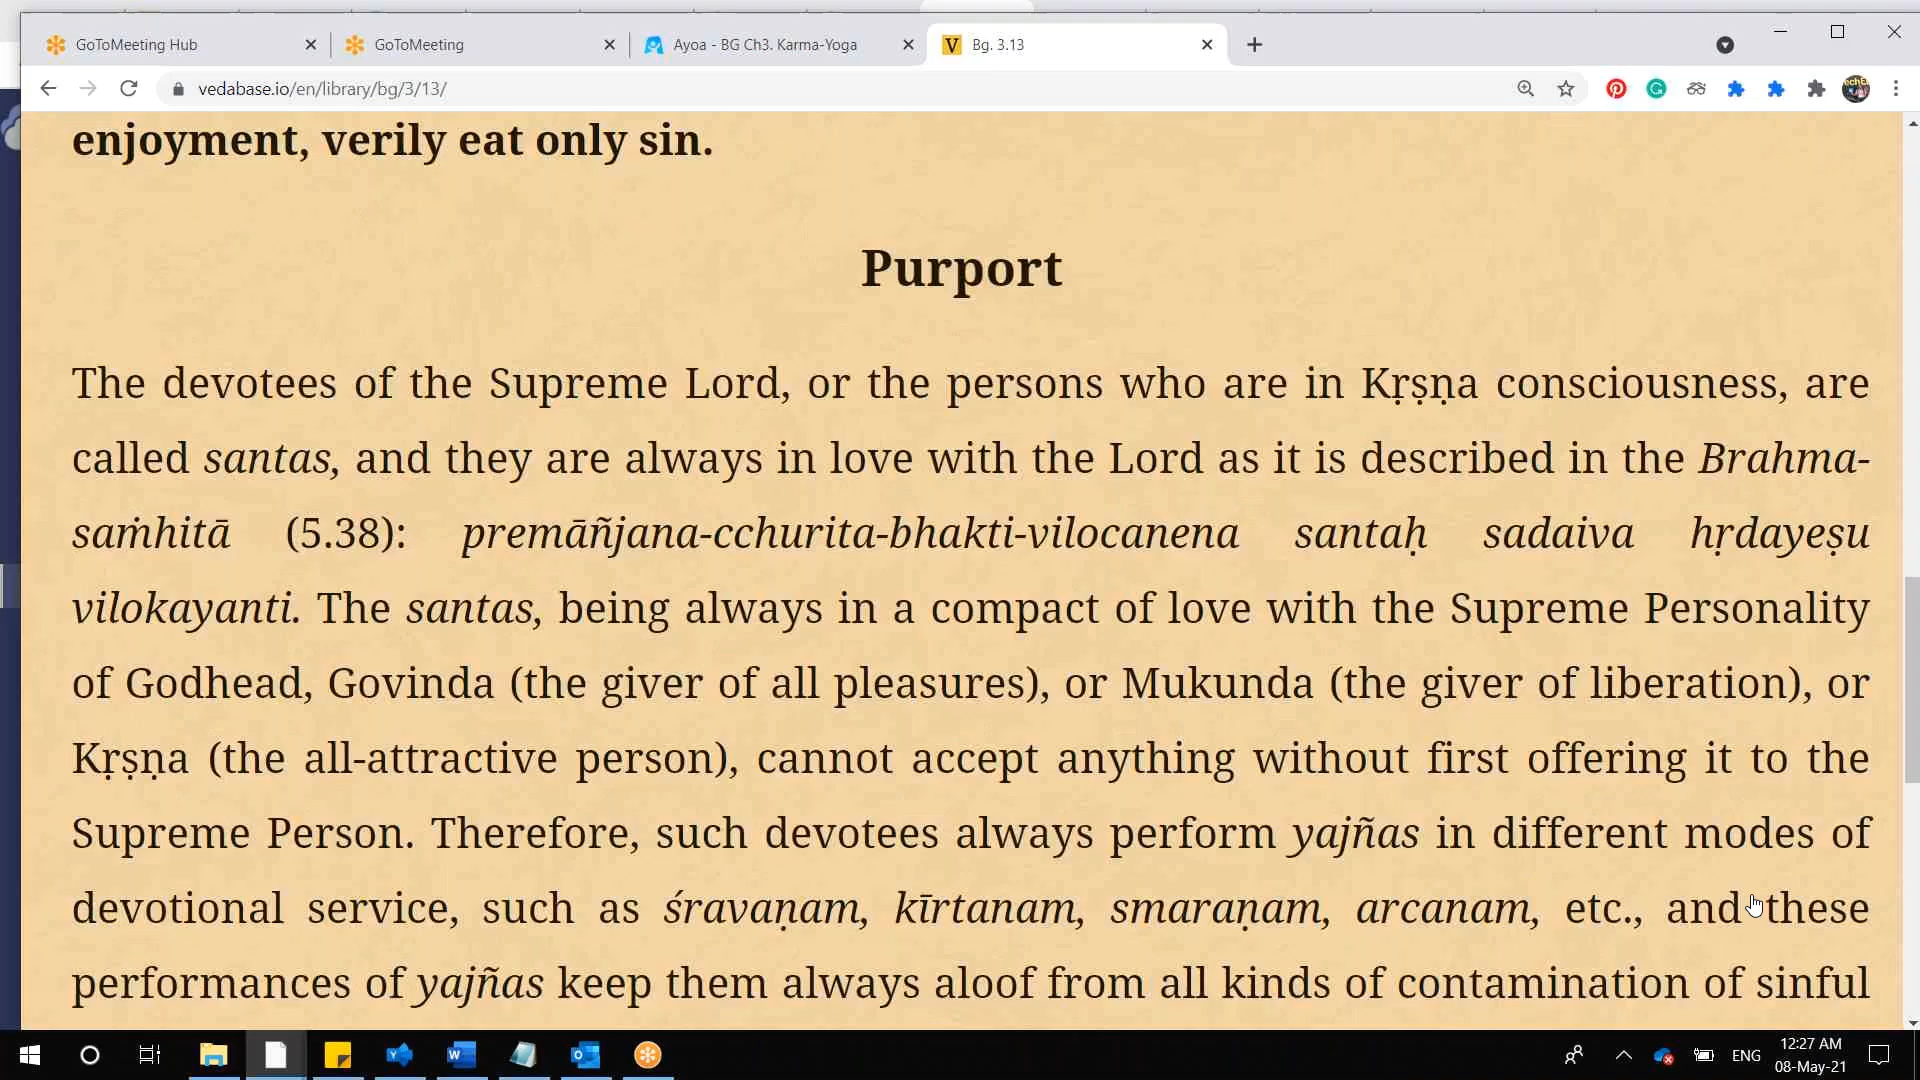 GoToMeeting Hub
GoToMeeting
Ayoa - BG Ch3. Karma-Yoga
Bg. 3.13
vedabase.io/en/library/bg/3/13/
enjoyment, verily eat only sin.
Purport
The devotees of the Supreme Lord, or the persons who are in Kṛṣṇa consciousness, are
called santas, and they are always in love with the Lord as it is described in the Brahma-
saṁhitā (5.38): premāñjana-cchurita-bhakti-vilocanena santaḥ sadaiva hṛdayeṣu
vilokayanti. The santas, being always in a compact of love with the Supreme Personality
of Godhead, Govinda (the giver of all pleasures), or Mukunda (the giver of liberation), or
Kṛṣṇa (the all-attractive person), cannot accept anything without first offering it to the
Supreme Person. Therefore, such devotees always perform yajñas in different modes of
devotional service, such as śravaṇam, kīrtanam, smaraṇam, arcanam, etc., and these
performances of yajñas keep them always aloof from all kinds of contamination of sinful
ENG
12:27 AM
08-May-21